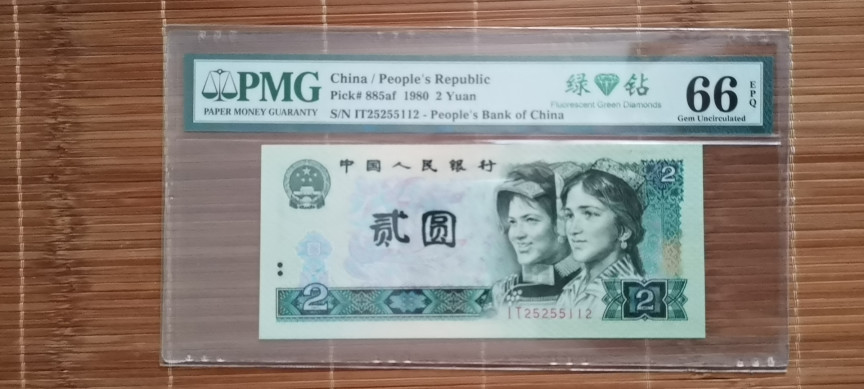 PMG
PAPER MONEY GUARANTY
China / People's Republic
Pick# 885af 1980 2 Yuan
S/N IT25255112 - People's Bank of China
绿 钻
Fluorescent Green Diamonds
66 EPQ
Gem Uncirculated
中国人民银行
2
贰圆
2
2
IT25255112